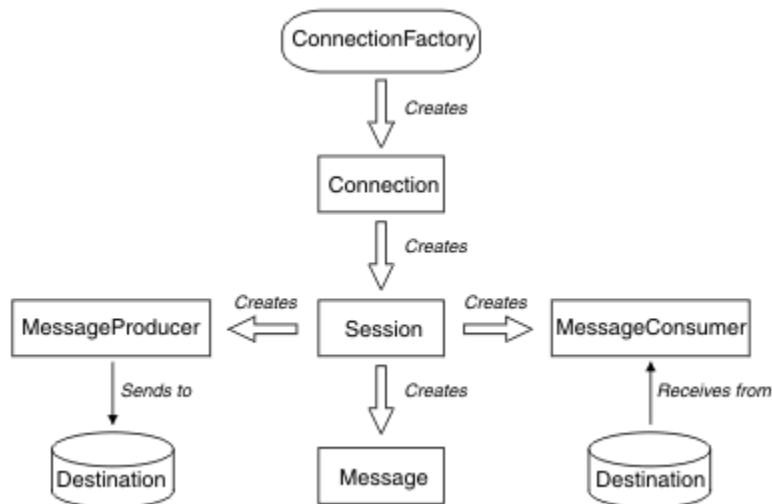 ConnectionFactory
Creates
Connection
Creates
Creates
Creates
MessageProducer
Session
MessageConsumer
Sends to
Creates
Receives from
Destination
Message
Destination